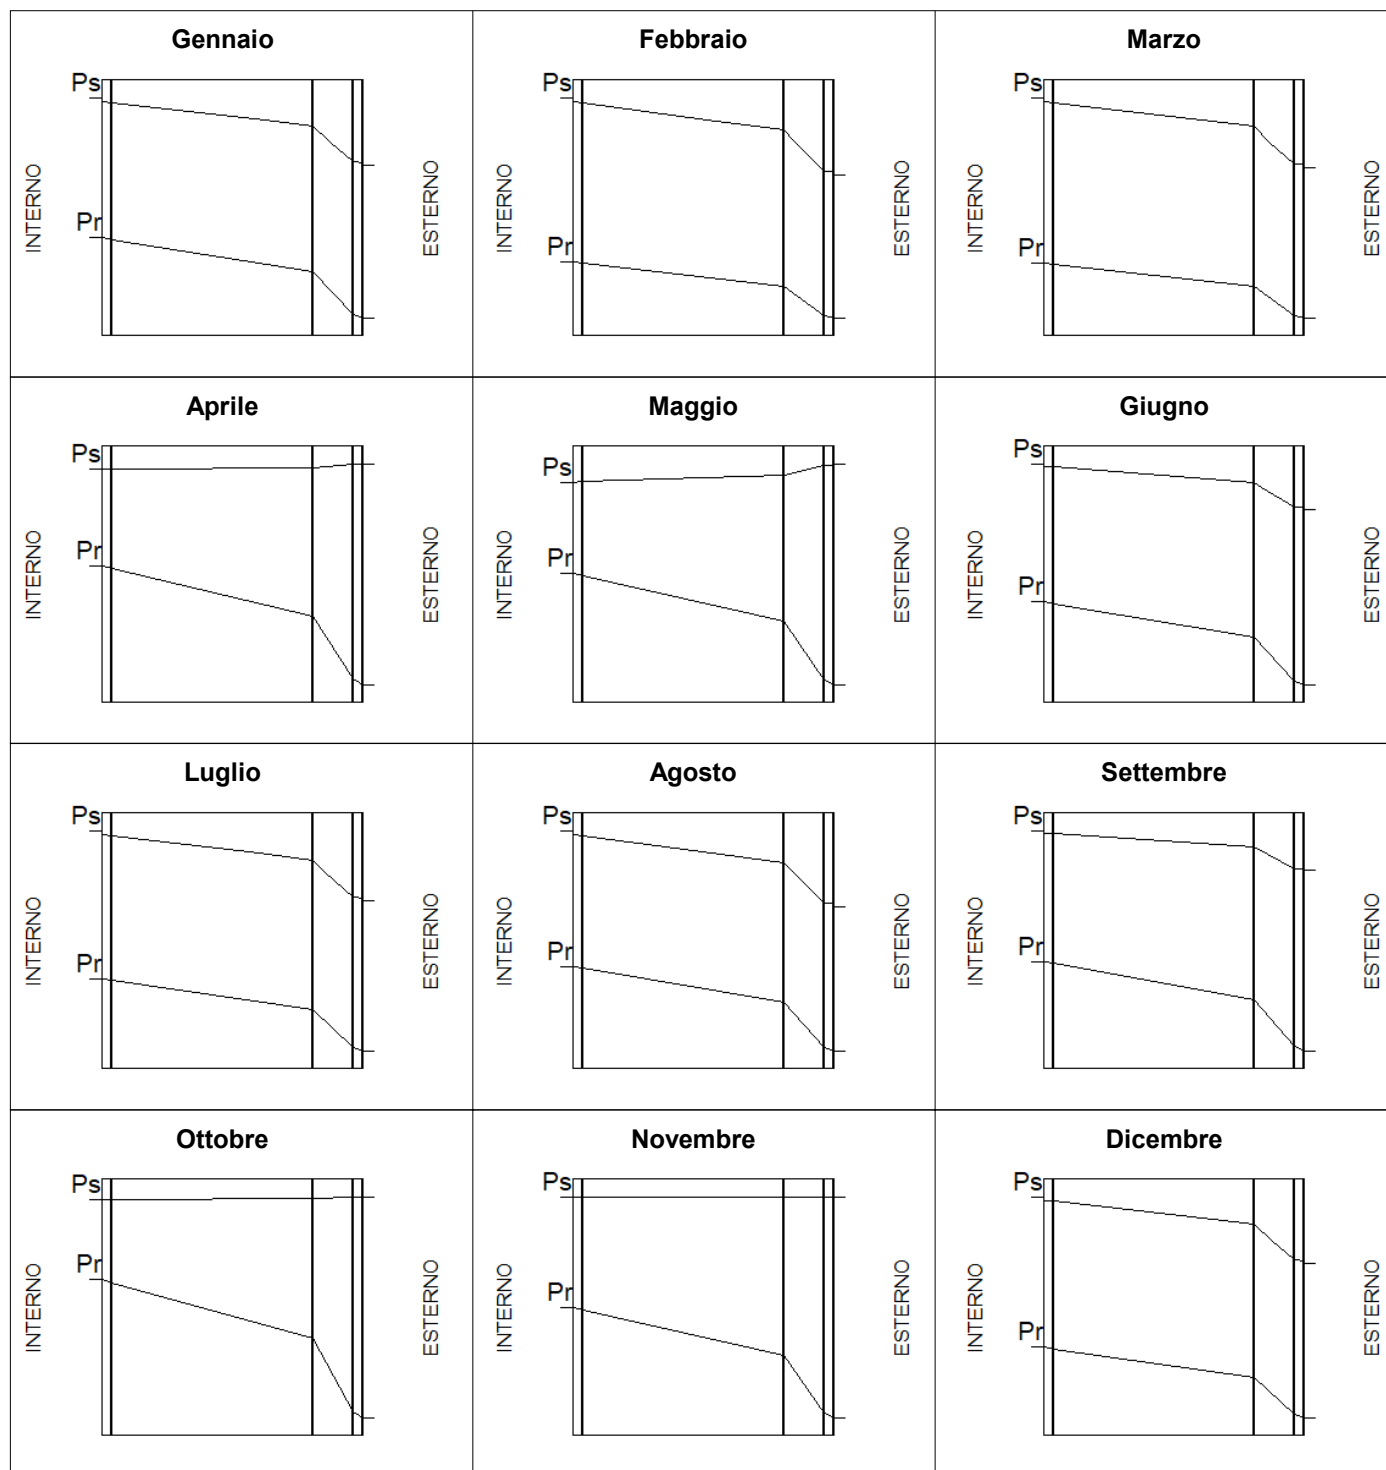 Gennaio
Febbraio
Marzo
Ps
Pr
INTERNO
ESTERNO
Ps
Pr
INTERNO
ESTERNO
Ps
Pr
INTERNO
ESTERNO
Aprile
Maggio
Giugno
Ps
Pr
INTERNO
ESTERNO
Ps
Pr
INTERNO
ESTERNO
Ps
Pr
INTERNO
ESTERNO
Luglio
Agosto
Settembre
Ps
Pr
INTERNO
ESTERNO
Ps
Pr
INTERNO
ESTERNO
Ps
Pr
INTERNO
ESTERNO
Ottobre
Novembre
Dicembre
Ps
Pr
INTERNO
ESTERNO
Ps
Pr
INTERNO
ESTERNO
Ps
Pr
INTERNO
ESTERNO